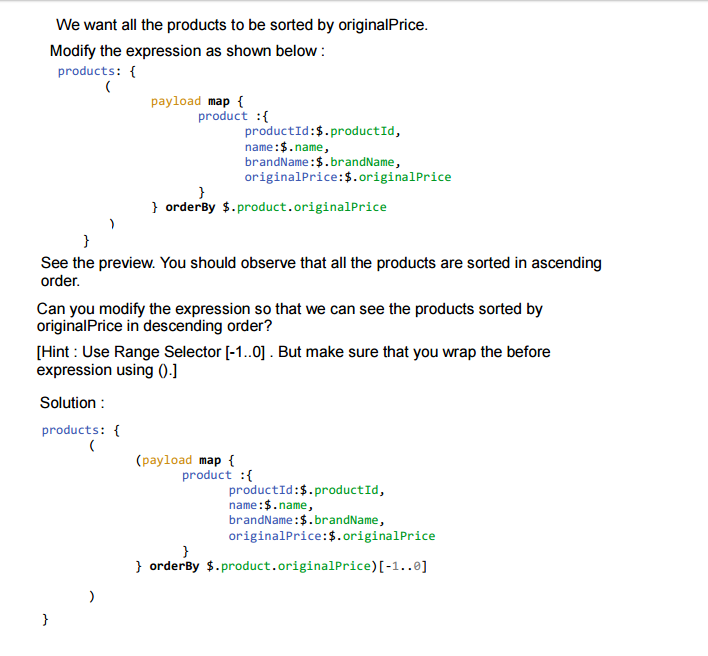 We want all the products to be sorted by originalPrice.
Modify the expression as shown below :
products: {
(
payload map {
product :{
productId:$.productId,
name:$.name,
brandName:$.brandName,
originalPrice:$.originalPrice
}
} orderBy $.product.originalPrice
)
}
See the preview. You should observe that all the products are sorted in ascending
order.
Can you modify the expression so that we can see the products sorted by
originalPrice in descending order?
[Hint : Use Range Selector [-1..0] . But make sure that you wrap the before
expression using ().]
Solution :
products: {
(
(payload map {
product :{
productId:$.productId,
name:$.name,
brandName:$.brandName,
originalPrice:$.originalPrice
}
} orderBy $.product.originalPrice)[-1..0]
)
}